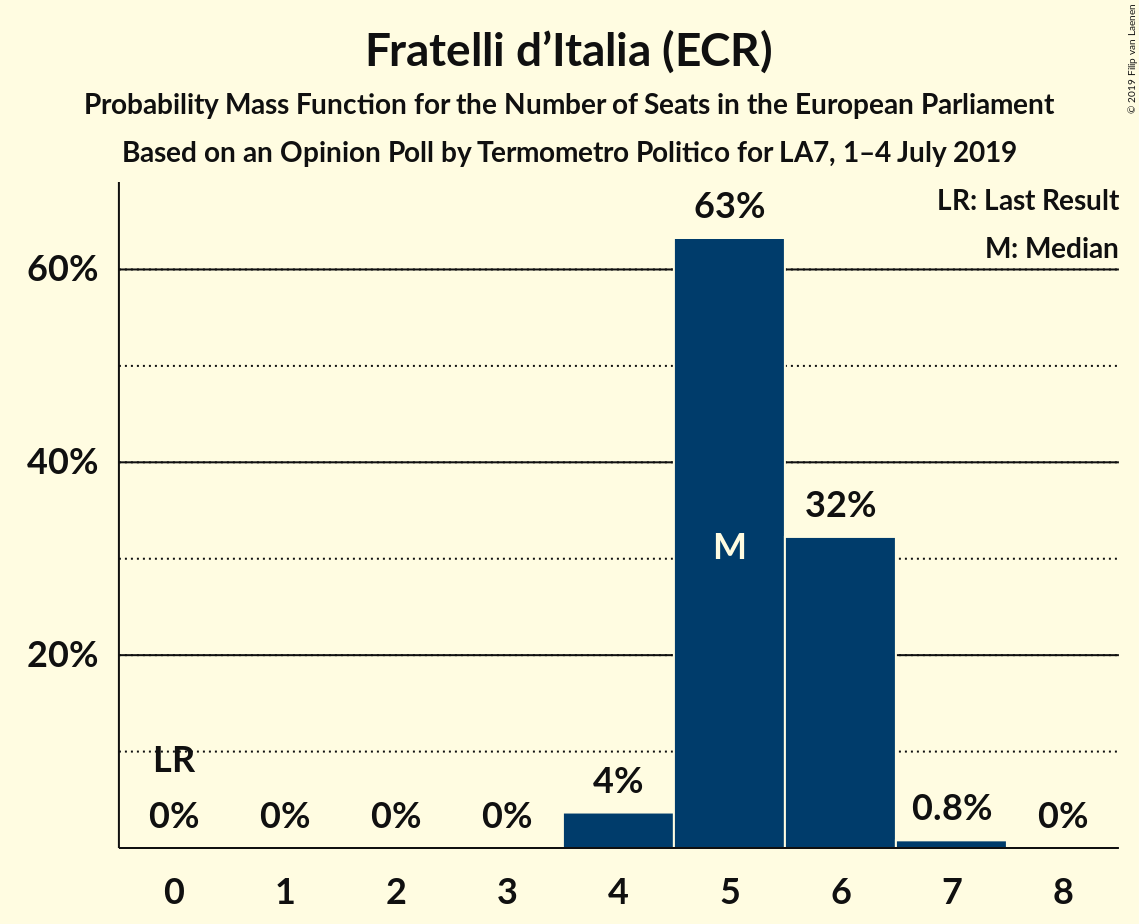 Fratelli d’Italia (ECR)
Probability Mass Function for the Number of Seats in the European Parliament
Based on an Opinion Poll by Termometro Politico for LA7, 1–4 July 2019
© 2019 Filip van Laenen
LR: Last Result
M: Median
63%
60%
40%
32%
M
20%
LR
4%
0.8%
0% 0% 0% 0% 0%
0 1 2 3 4 5 6 7 8